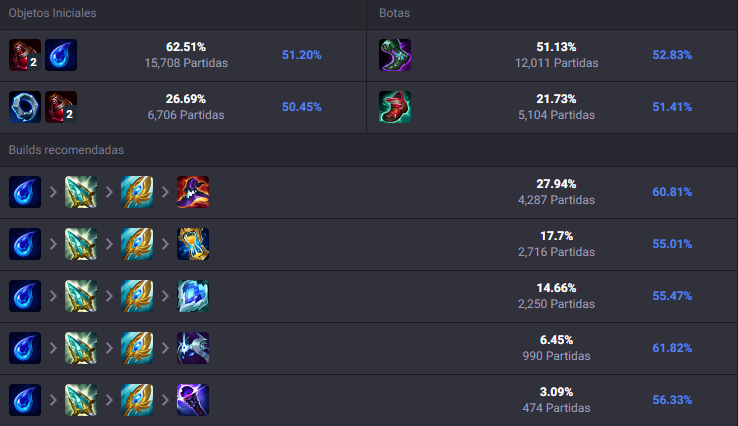 Objetos Iniciales
Botas
2
62.51%
51.20%
15,708 Partidas
51.13%
52.83%
12,011 Partidas
2
26.69%
50.45%
6,706 Partidas
21.73%
51.41%
5,104 Partidas
Builds recomendadas
27.94%
60.81%
4,287 Partidas
17.7%
55.01%
2,716 Partidas
14.66%
55.47%
2,250 Partidas
6.45%
61.82%
990 Partidas
3.09%
56.33%
474 Partidas